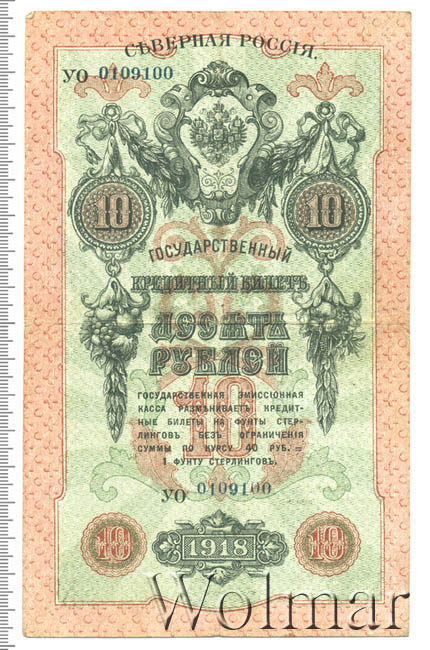 СѢВЕРНАЯ РОССІЯ.
УО 0109100
10 10
ГОСУДАРСТВЕННЫЙ
КРЕДИТНЫЙ БИЛЕТЪ
ДЕСЯТЬ
РУБЛЕЙ
10
ГОСУДАРСТВЕННАЯ ЭМИССІОННАЯ
КАССА РАЗМѢНИВАЕТЪ КРЕДИТ-
НЫЕ БИЛЕТЫ НА ФУНТЫ СТЕР-
ЛИНГОВЪ БЕЗЪ ОГРАНИЧЕНІЯ
СУММЫ ПО КУРСУ 40 РУБ. =
1 ФУНТУ СТЕРЛИНГОВЪ.
УО 0109100
10 1918 10
Wolmar